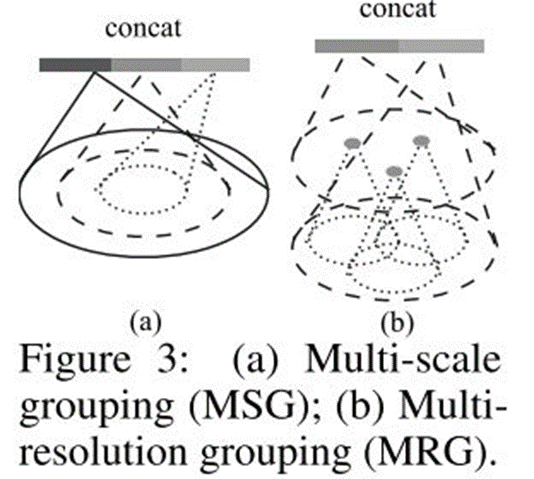 concat
concat
(a)
(b)
Figure 3: (a) Multi-scale
grouping (MSG); (b) Multi-
resolution grouping (MRG).